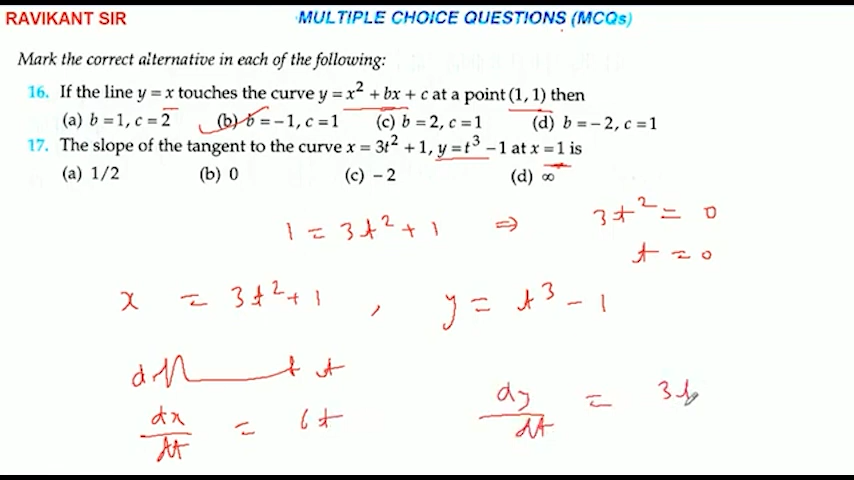 RAVIKANT SIR
MULTIPLE CHOICE QUESTIONS (MCQs)
Mark the correct alternative in each of the following:
16. If the line y = x touches the curve y = x² + bx + c at a point (1, 1) then
(a) b = 1, c = 2 (b) b = −1, c = 1 (c) b = 2, c = 1 (d) b = −2, c = 1
17. The slope of the tangent to the curve x = 3t² + 1, y = t³ − 1 at x = 1 is
(a) 1/2 (b) 0 (c) −2 (d) ∞
1 = 3t² + 1 ⇒ 3t² = 0
t = 0
x = 3t² + 1 , y = t³ − 1
diff t
dx/dt = 6t dy/dt = 3t